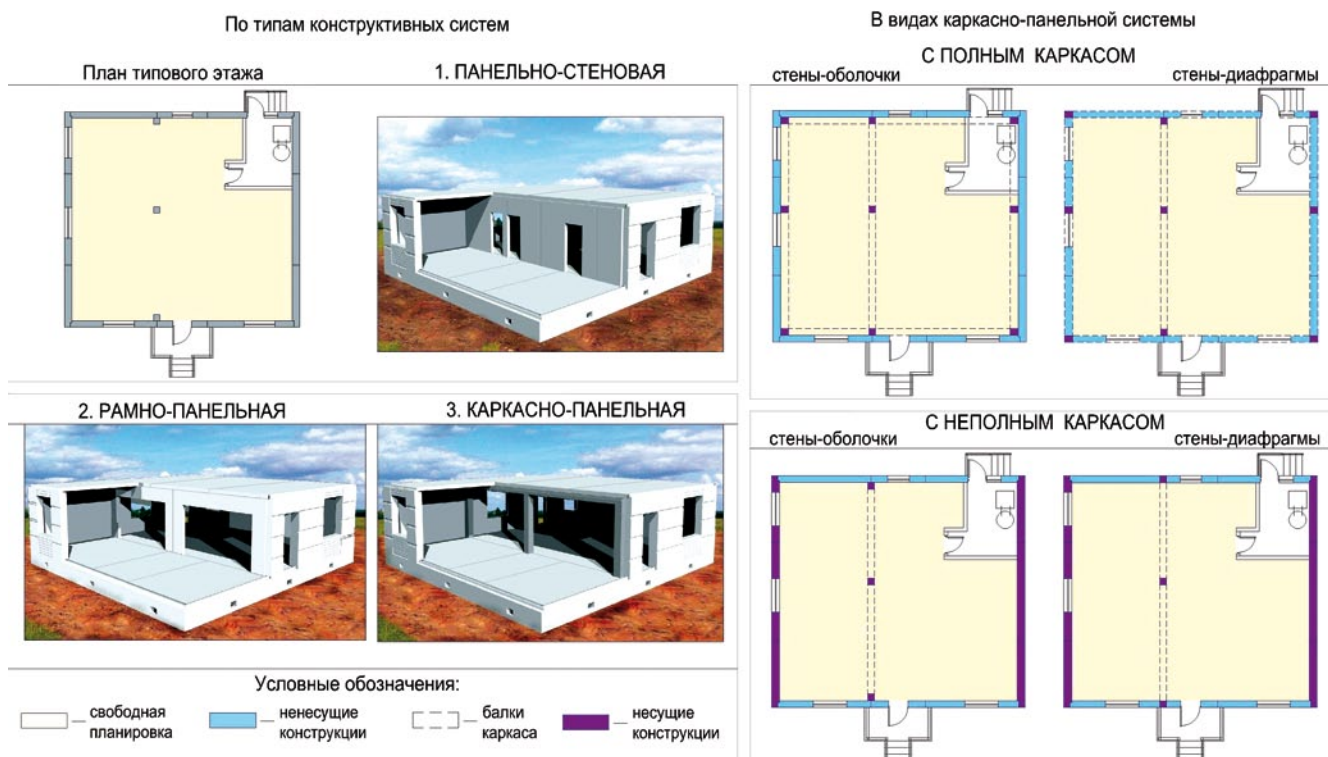 По типам конструктивных систем
План типового этажа
1. ПАНЕЛЬНО-СТЕНОВАЯ
2. РАМНО-ПАНЕЛЬНАЯ
3. КАРКАСНО-ПАНЕЛЬНАЯ
Условные обозначения:
— свободная
планировка
— ненесущие
конструкции
— балки
каркаса
— несущие
конструкции
В видах каркасно-панельной системы
С ПОЛНЫМ КАРКАСОМ
стены-оболочки
стены-диафрагмы
С НЕПОЛНЫМ КАРКАСОМ
стены-оболочки
стены-диафрагмы